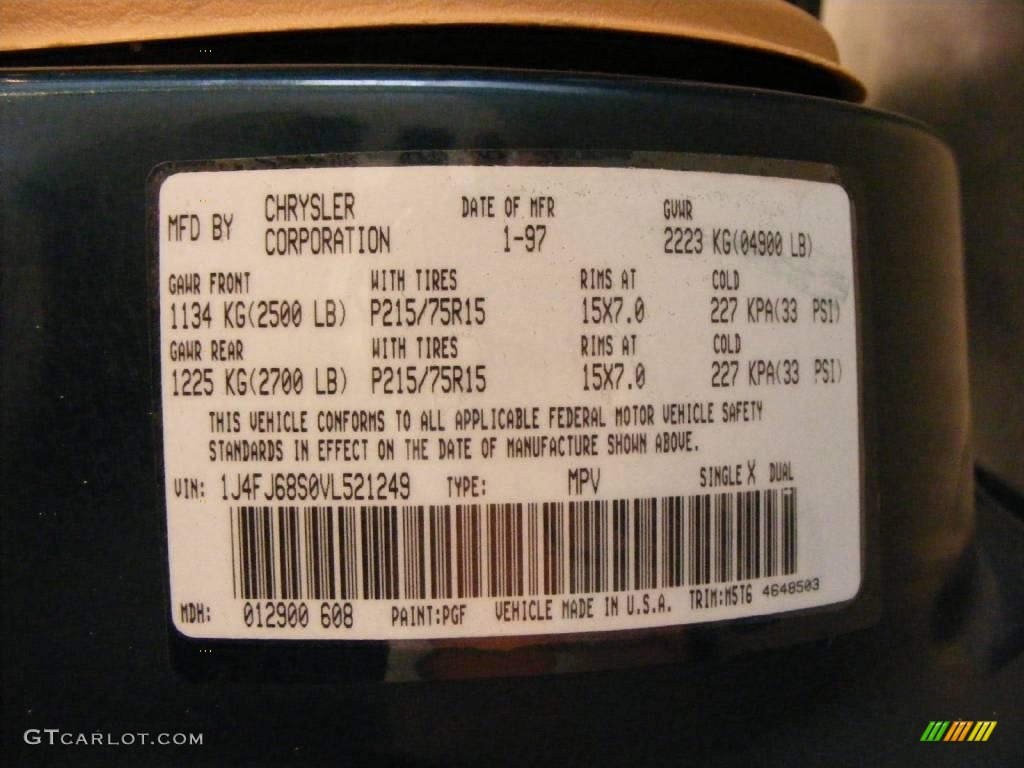 MFD BY CHRYSLER CORPORATION DATE OF MFR 1-97 GVWR 2223 KG(04900 LB)
GAWR FRONT WITH TIRES RIMS AT COLD
1134 KG(2500 LB) P215/75R15 15X7.0 227 KPA(33 PSI)
GAWR REAR WITH TIRES RIMS AT COLD
1225 KG(2700 LB) P215/75R15 15X7.0 227 KPA(33 PSI)
THIS VEHICLE CONFORMS TO ALL APPLICABLE FEDERAL MOTOR VEHICLE SAFETY
STANDARDS IN EFFECT ON THE DATE OF MANUFACTURE SHOWN ABOVE.
VIN: 1J4FJ68S0VL521249 TYPE: MPV SINGLE X DUAL
MDH: 012900 608 PAINT:PGF VEHICLE MADE IN U.S.A. TRIM:M5T6 4648503
GTCARLOT.COM